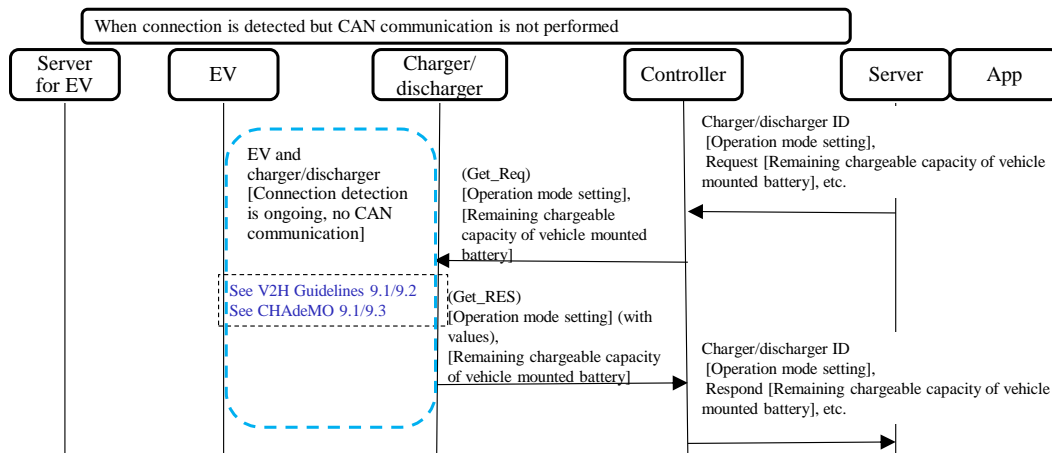 When connection is detected but CAN communication is not performed
Server
for EV
EV
Charger/
discharger
Controller
Server
App
Charger/discharger ID
[Operation mode setting],
Request [Remaining chargeable capacity of vehicle
mounted battery], etc.
EV and
charger/discharger
[Connection detection
is ongoing, no CAN
communication]
(Get_Req)
[Operation mode setting],
[Remaining chargeable
capacity of vehicle mounted
battery]
See V2H Guidelines 9.1/9.2
See CHAdeMO 9.1/9.3
(Get_RES)
[Operation mode setting] (with
values),
[Remaining chargeable capacity
of vehicle mounted battery]
Charger/discharger ID
[Operation mode setting],
Respond [Remaining chargeable capacity of vehicle
mounted battery], etc.